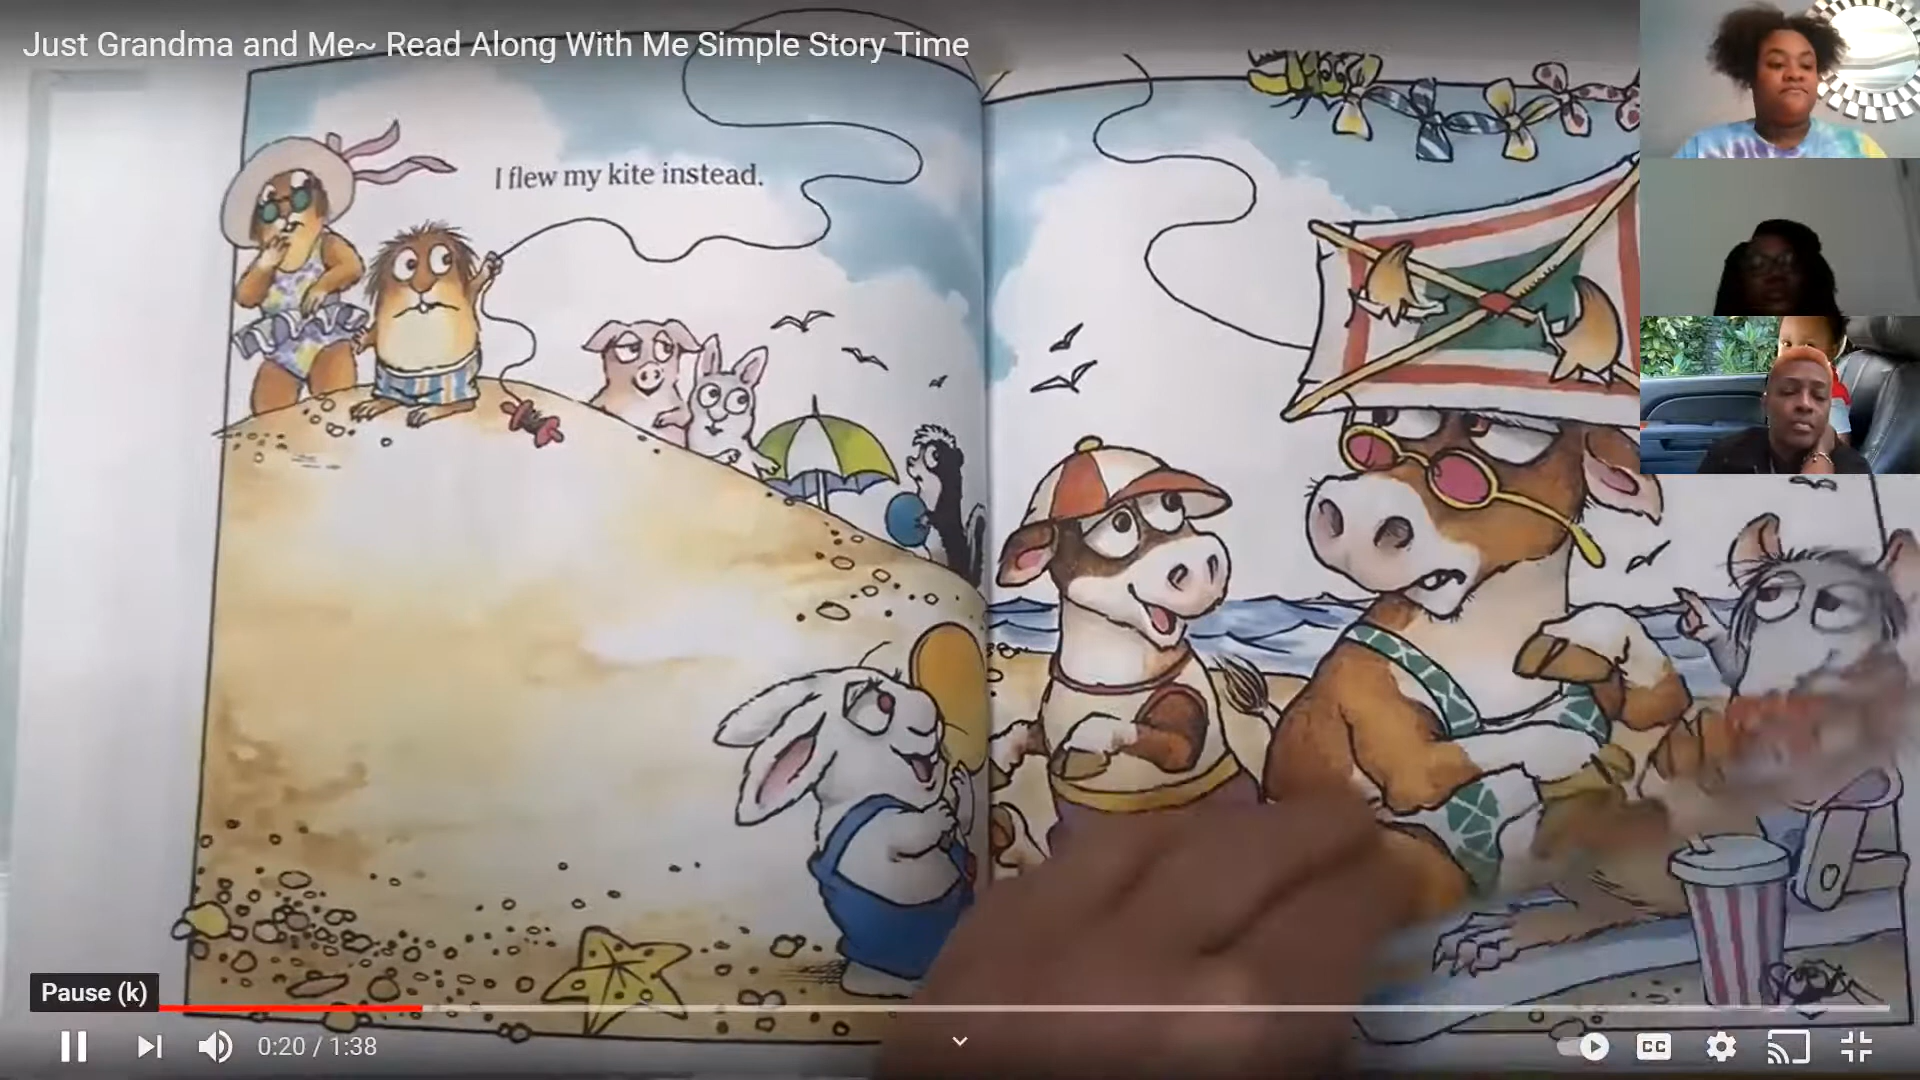 Just Grandma and Me~ Read Along With Me Simple Story Time
I flew my kite instead.
Pause (k)
0:20 / 1:38
CC